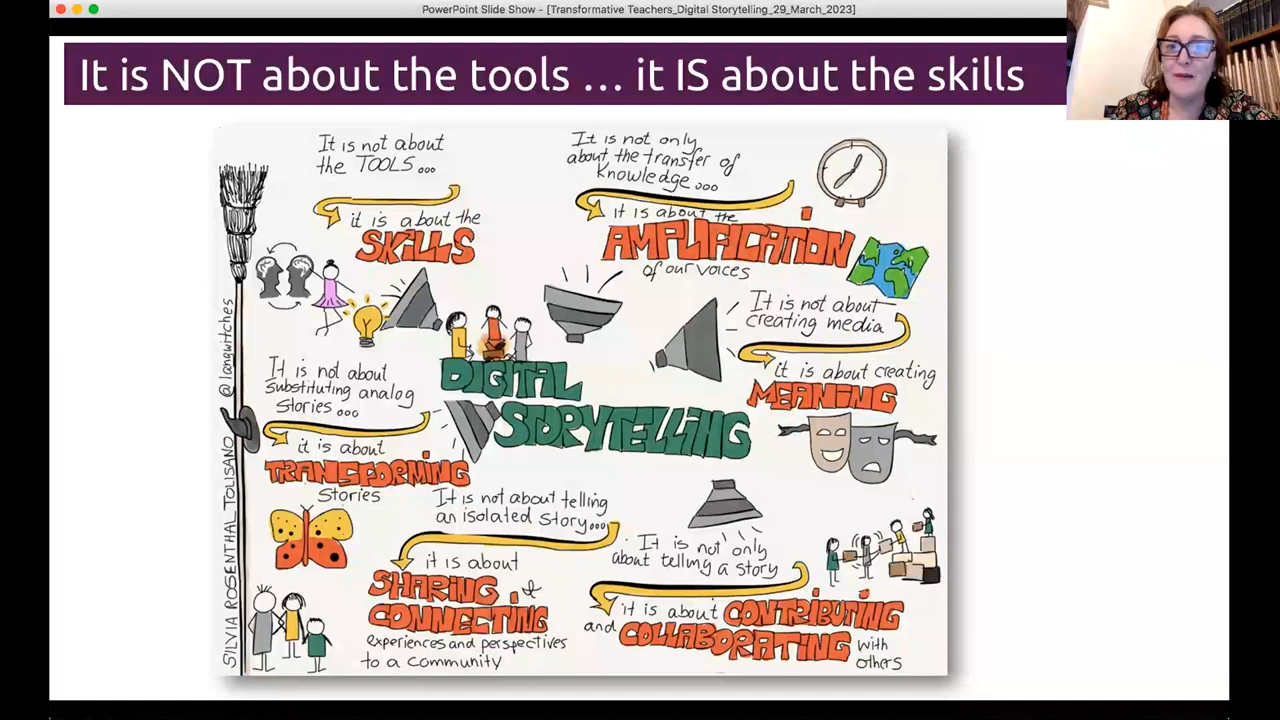 PowerPoint Slide Show - [Transformative Teachers_Digital Storytelling_29_March_2023]
It is NOT about the tools ... it IS about the skills
It is not about
the TOOLS...
it is about the
SKILLS
It is not only
about the transfer of
knowledge...
it is about the
AMPLIFICATION
of our voices
It is not about
creating media
it is about creating
MEANING
DIGITAL
STORYTELLING
It is not about
substituting analog
Stories...
it is about
TRANSFORMING
Stories
It is not about telling
an isolated story...
it is about
SHARING &
CONNECTING
experiences and perspectives
to a community
It is not only
about telling a story
it is about CONTRIBUTING
and COLLABORATING with
others
SILVIA ROSENTHAL TOLISANO @langwitches